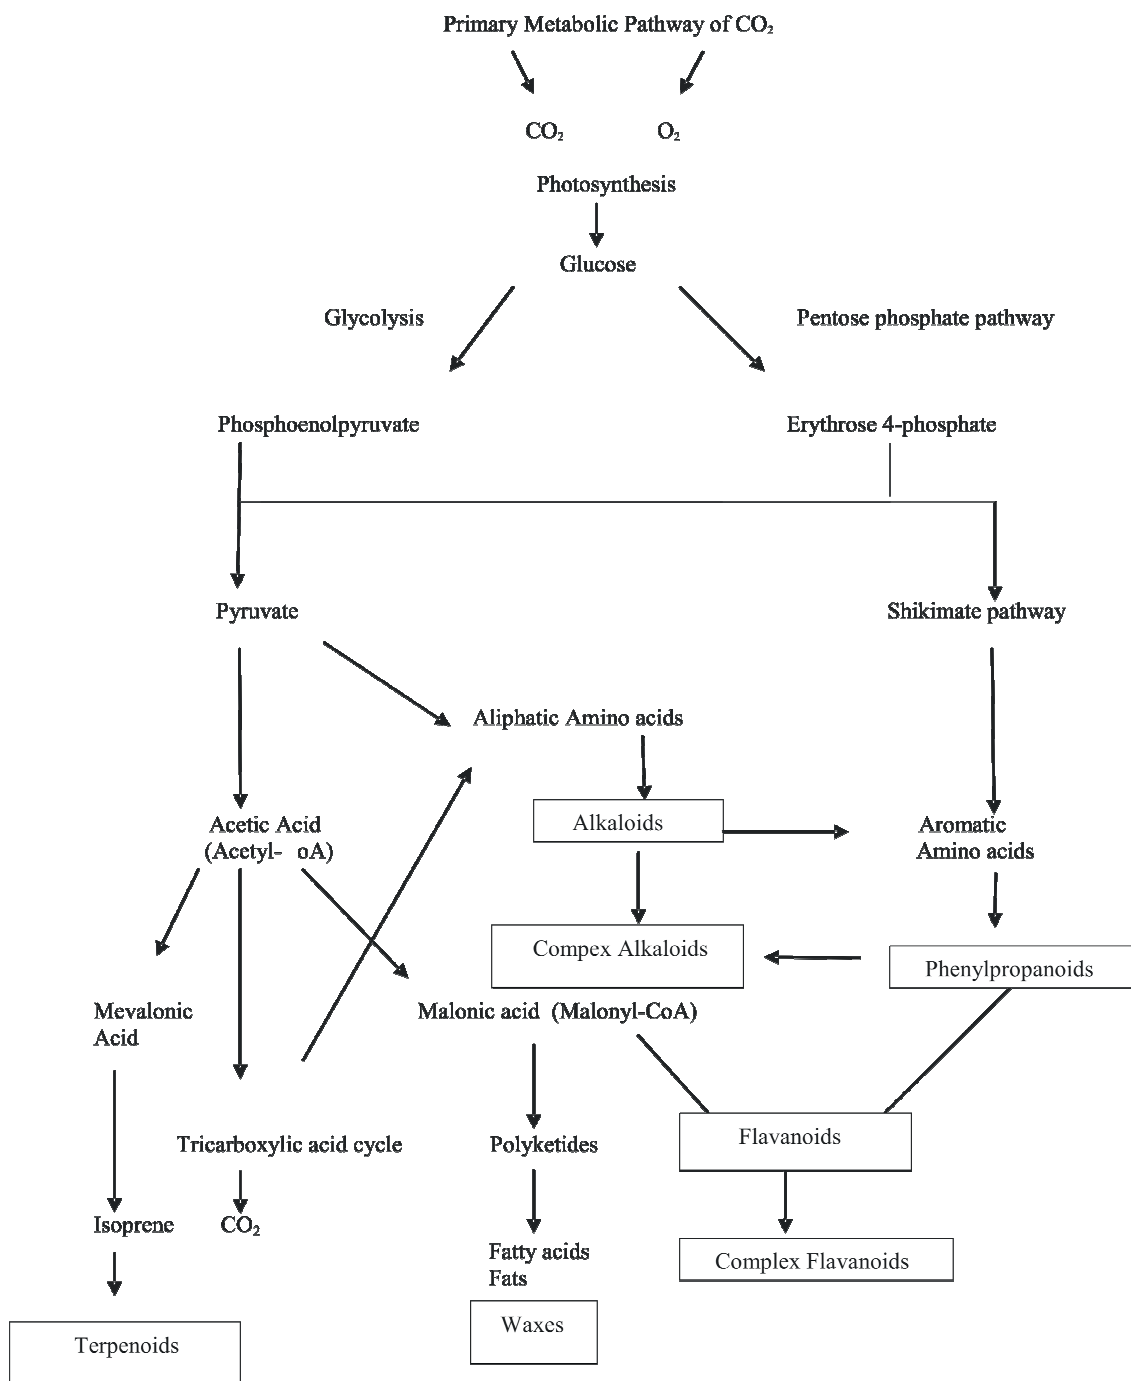 Primary Metabolic Pathway of CO₂
CO₂ O₂
Photosynthesis
Glucose
Glycolysis Pentose phosphate pathway
Phosphoenolpyruvate Erythrose 4-phosphate
Pyruvate Shikimate pathway
Aliphatic Amino acids
Alkaloids
Acetic Acid
(Acetyl- oA)
Aromatic
Amino acids
Compex Alkaloids
Phenylpropanoids
Mevalonic
Acid
Malonic acid (Malonyl-CoA)
Tricarboxylic acid cycle
Polyketides
Flavanoids
Isoprene
CO₂
Fatty acids
Fats
Complex Flavanoids
Waxes
Terpenoids